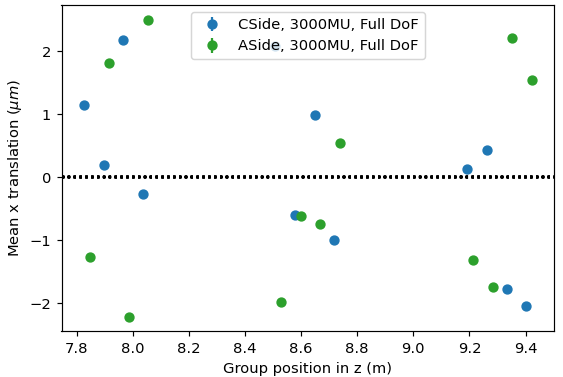 CSide, 3000MU, Full DoF
ASide, 3000MU, Full DoF
Mean x translation (μm)
2
1
0
−1
−2
7.8 8.0 8.2 8.4 8.6 8.8 9.0 9.2 9.4
Group position in z (m)